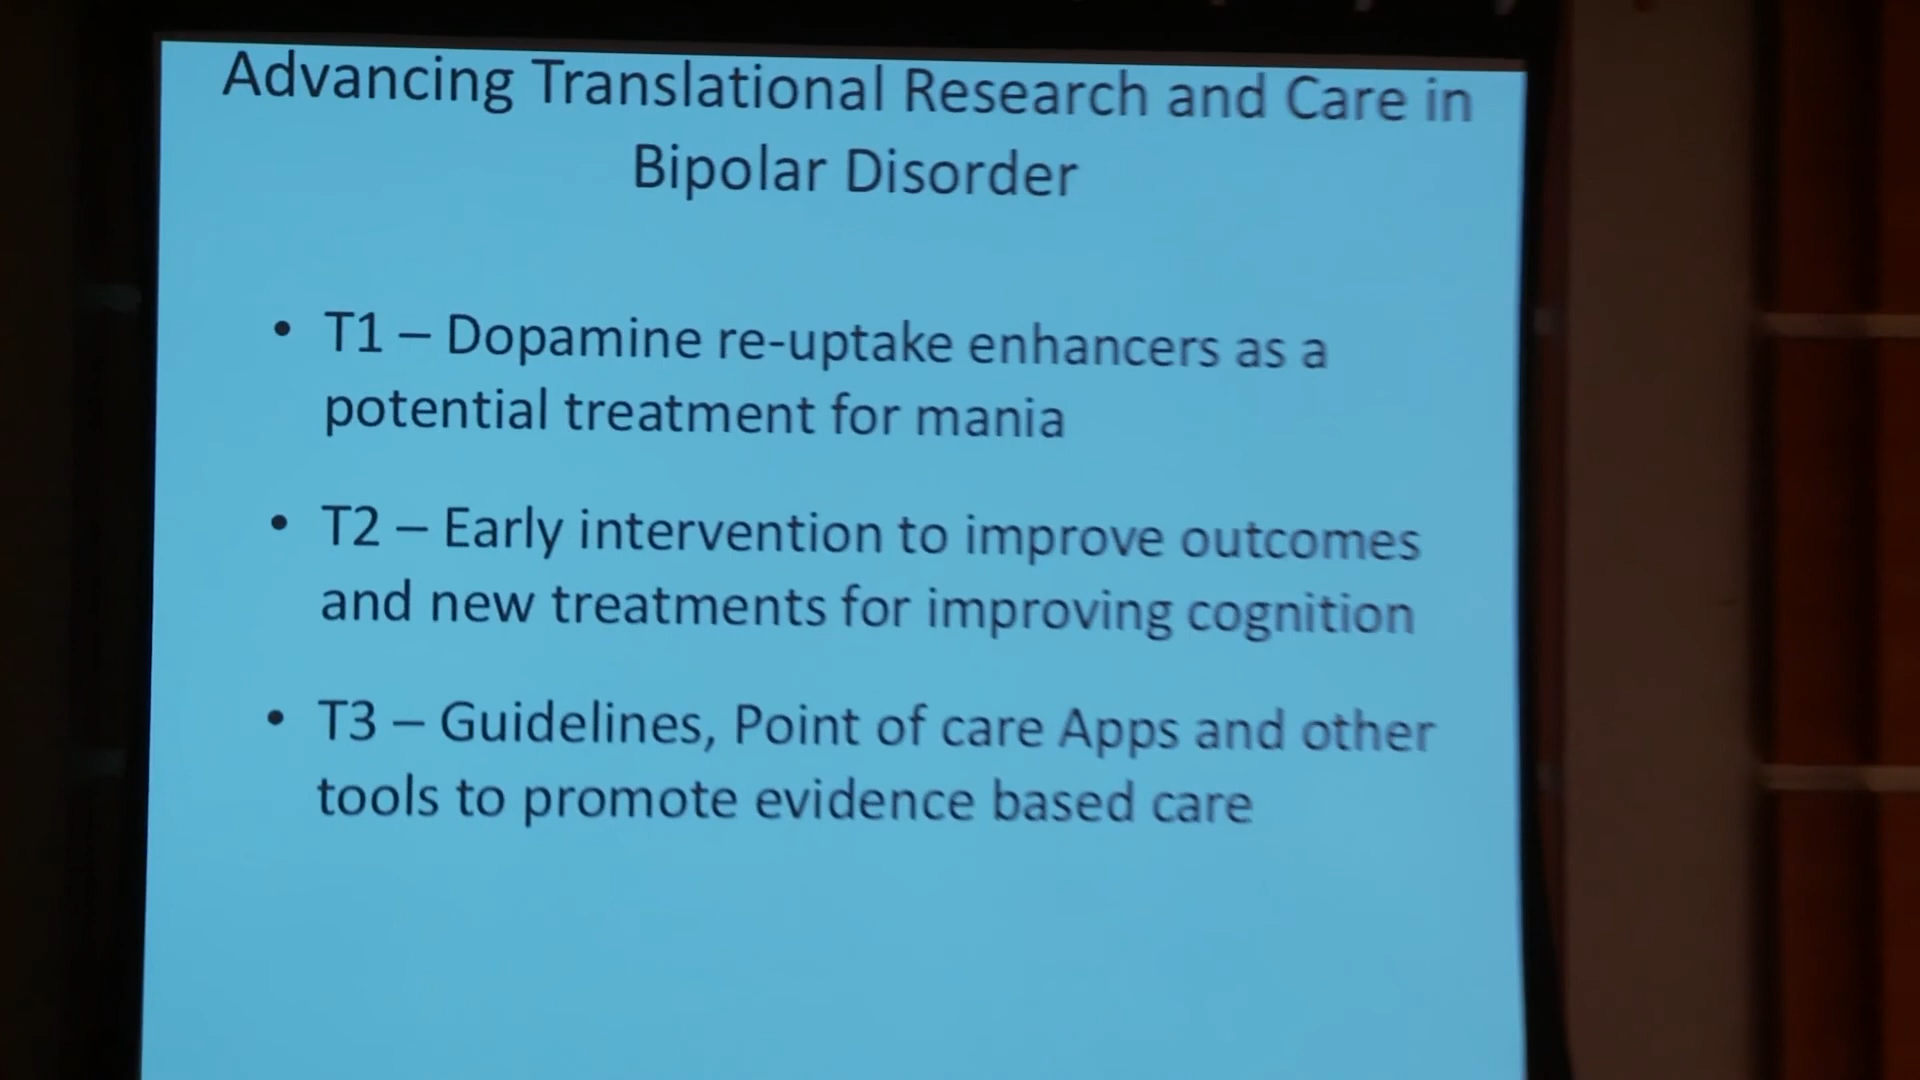 Advancing Translational Research and Care in
Bipolar Disorder
• T1 – Dopamine re-uptake enhancers as a
potential treatment for mania
• T2 – Early intervention to improve outcomes
and new treatments for improving cognition
• T3 – Guidelines, Point of care Apps and other
tools to promote evidence based care